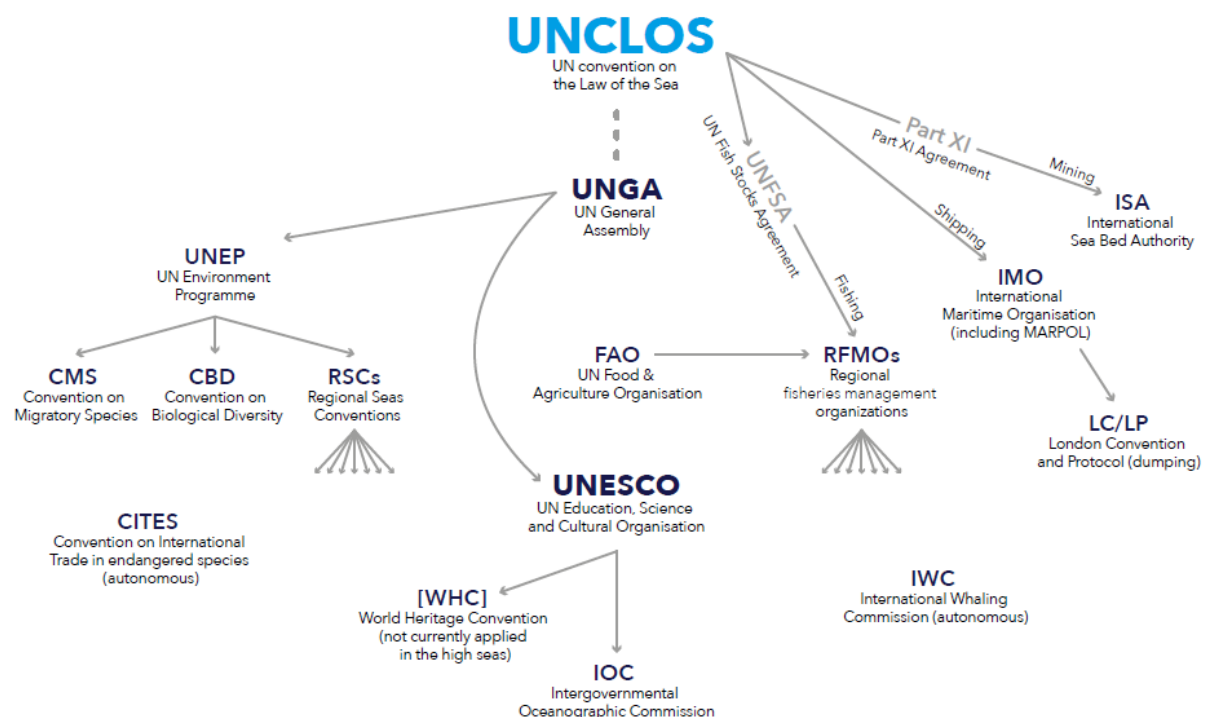 UNCLOS
UN convention on
the Law of the Sea
Part XI
Part XI Agreement
Mining
UNFSA
UN Fish Stocks Agreement
Fishing
Shipping
UNGA
UN General
Assembly
ISA
International
Sea Bed Authority
UNEP
UN Environment
Programme
IMO
International
Maritime Organisation
(including MARPOL)
CMS
Convention on
Migratory Species
CBD
Convention on
Biological Diversity
RSCs
Regional Seas
Conventions
FAO
UN Food &
Agriculture Organisation
RFMOs
Regional
fisheries management
organizations
LC/LP
London Convention
and Protocol (dumping)
UNESCO
UN Education, Science
and Cultural Organisation
CITES
Convention on International
Trade in endangered species
(autonomous)
IWC
International Whaling
Commission (autonomous)
[WHC]
World Heritage Convention
(not currently applied
in the high seas)
IOC
Intergovernmental
Oceanographic Commission